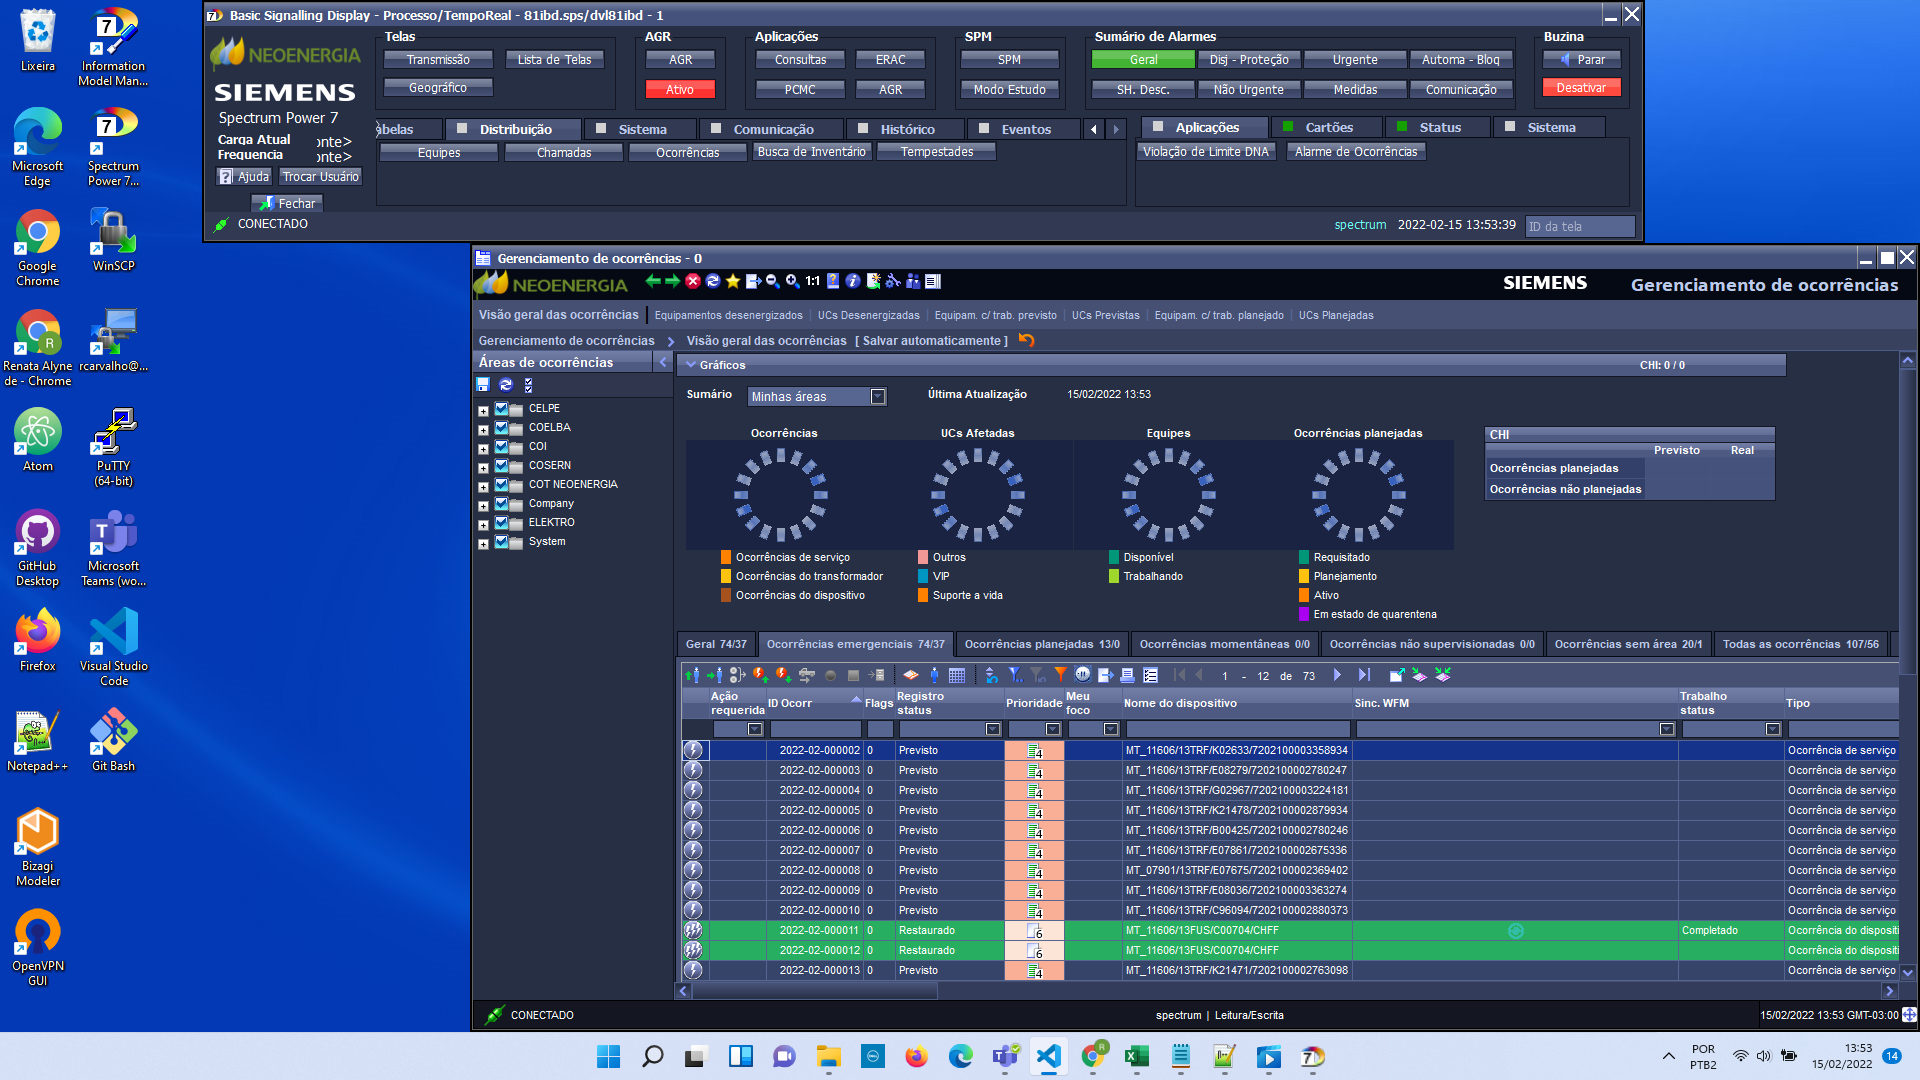 Basic Signalling Display - Processo/TempoReal - 81ibd.sps/dvl81ibd - 1
NEOENERGIA
SIEMENS
Spectrum Power 7
Carga Atual
Frequencia
onte>
onte>
Ajuda
Trocar Usuário
Fechar
CONECTADO
Telas
Transmissão
Lista de Telas
Geográfico
AGR
AGR
Ativo
Aplicações
Consultas
ERAC
PCMC
AGR
SPM
SPM
Modo Estudo
Sumário de Alarmes
Geral
Disj - Proteção
Urgente
Automa - Bloq
SH. Desc.
Não Urgente
Medidas
Comunicação
Buzina
Parar
Desativar
abelas
Distribuição
Sistema
Comunicação
Histórico
Eventos
Equipes
Chamadas
Ocorrências
Busca de Inventário
Tempestades
Aplicações
Cartões
Status
Sistema
Violação de Limite DNA
Alarme de Ocorrências
spectrum
2022-02-15 13:53:39
ID da tela
Lixeira
Information
Model Man...
Microsoft
Edge
Spectrum
Power 7...
Google
Chrome
WinSCP
Renata Alyne
de - Chrome
rcarvalho@...
Atom
PuTTY
(64-bit)
GitHub
Desktop
Microsoft
Teams (wo...
Firefox
Visual Studio
Code
Notepad++
Git Bash
Bizagi
Modeler
OpenVPN
GUI
Gerenciamento de ocorrências - 0
NEOENERGIA
1:1
SIEMENS
Gerenciamento de ocorrências
Visão geral das ocorrências
Equipamentos desenergizados
UCs Desenergizadas
Equipam. c/ trab. previsto
UCs Previstas
Equipam. c/ trab. planejado
UCs Planejadas
Gerenciamento de ocorrências
Visão geral das ocorrências
[ Salvar automaticamente ]
Áreas de ocorrências
CELPE
COELBA
COI
COSERN
COT NEOENERGIA
Company
ELEKTRO
System
Gráficos
CHI: 0 / 0
Sumário
Minhas áreas
Última Atualização
15/02/2022 13:53
Ocorrências
UCs Afetadas
Equipes
Ocorrências planejadas
Ocorrências de serviço
Ocorrências do transformador
Ocorrências do dispositivo
Outros
VIP
Suporte a vida
Disponível
Trabalhando
Requisitado
Planejamento
Ativo
Em estado de quarentena
CHI
Previsto
Real
Ocorrências planejadas
Ocorrências não planejadas
Geral 74/37
Ocorrências emergenciais 74/37
Ocorrências planejadas 13/0
Ocorrências momentâneas 0/0
Ocorrências não supervisionadas 0/0
Ocorrências sem área 20/1
Todas as ocorrências 107/56
1 - 12 de 73
Ação requerida
ID Ocorr
Flags
Registro status
Prioridade
Meu foco
Nome do dispositivo
Sinc. WFM
Trabalho status
Tipo
2022-02-000002 0 Previsto 4 MT_11606/13TRF/K02633/7202100003358934 Ocorrência de serviço
2022-02-000003 0 Previsto 4 MT_11606/13TRF/E08279/7202100002780247 Ocorrência de serviço
2022-02-000004 0 Previsto 4 MT_11606/13TRF/G02967/7202100003224181 Ocorrência de serviço
2022-02-000005 0 Previsto 4 MT_11606/13TRF/K21478/7202100002879934 Ocorrência de serviço
2022-02-000006 0 Previsto 4 MT_11606/13TRF/B00425/7202100002780246 Ocorrência de serviço
2022-02-000007 0 Previsto 4 MT_11606/13TRF/E07861/7202100002675336 Ocorrência de serviço
2022-02-000008 0 Previsto 4 MT_07901/13TRF/E07675/7202100002369402 Ocorrência de serviço
2022-02-000009 0 Previsto 4 MT_11606/13TRF/E08036/7202100003363274 Ocorrência de serviço
2022-02-000010 0 Previsto 4 MT_11606/13TRF/C96094/7202100002880373 Ocorrência de serviço
2022-02-000011 0 Restaurado 6 MT_11606/13FUS/C00704/CHFF Completado Ocorrência do dispositi
2022-02-000012 0 Restaurado 6 MT_11606/13FUS/C00704/CHFF Ocorrência do dispositi
2022-02-000013 0 Previsto 4 MT_11606/13TRF/K21471/7202100002763098 Ocorrência de serviço
CONECTADO
spectrum | Leitura/Escrita
15/02/2022 13:53 GMT-03:00
POR
PTB2
13:53
15/02/2022
14